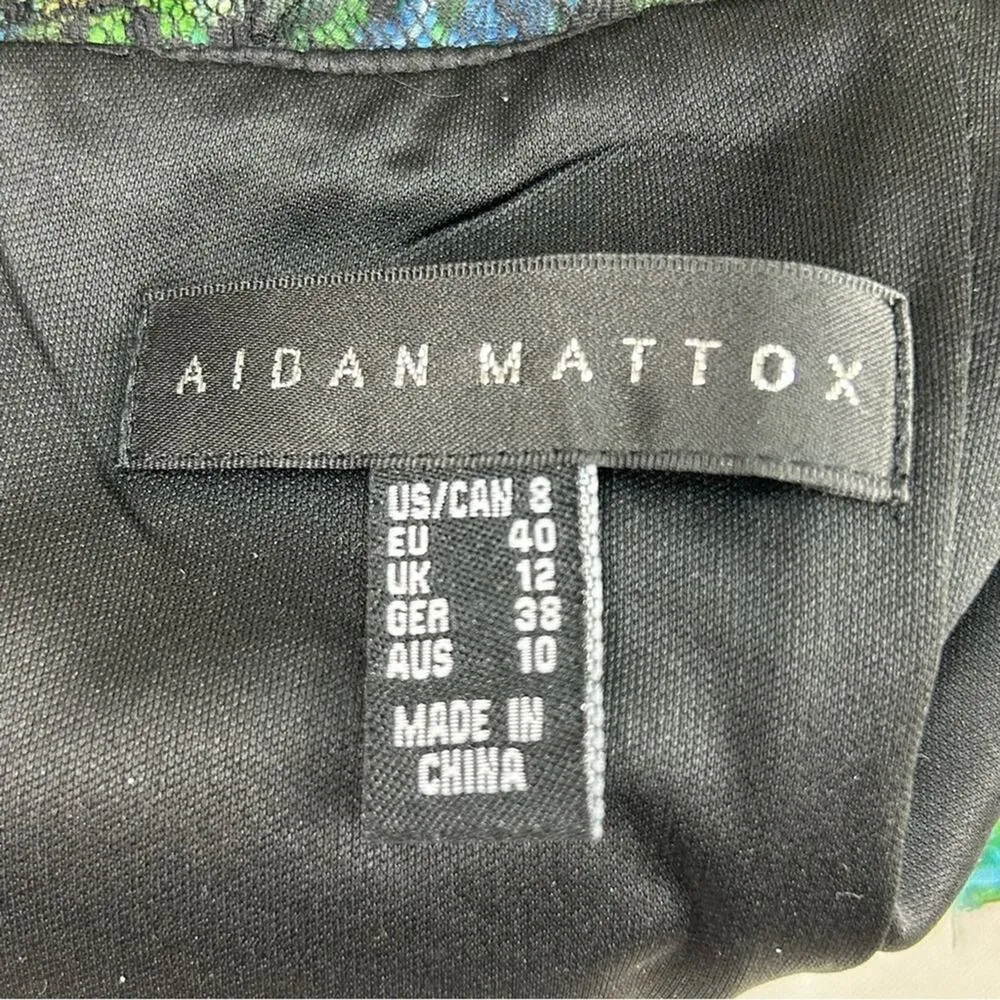 AIDAN MATTOX
US/CAN 8
EU 40
UK 12
GER 38
AUS 10
MADE IN
CHINA